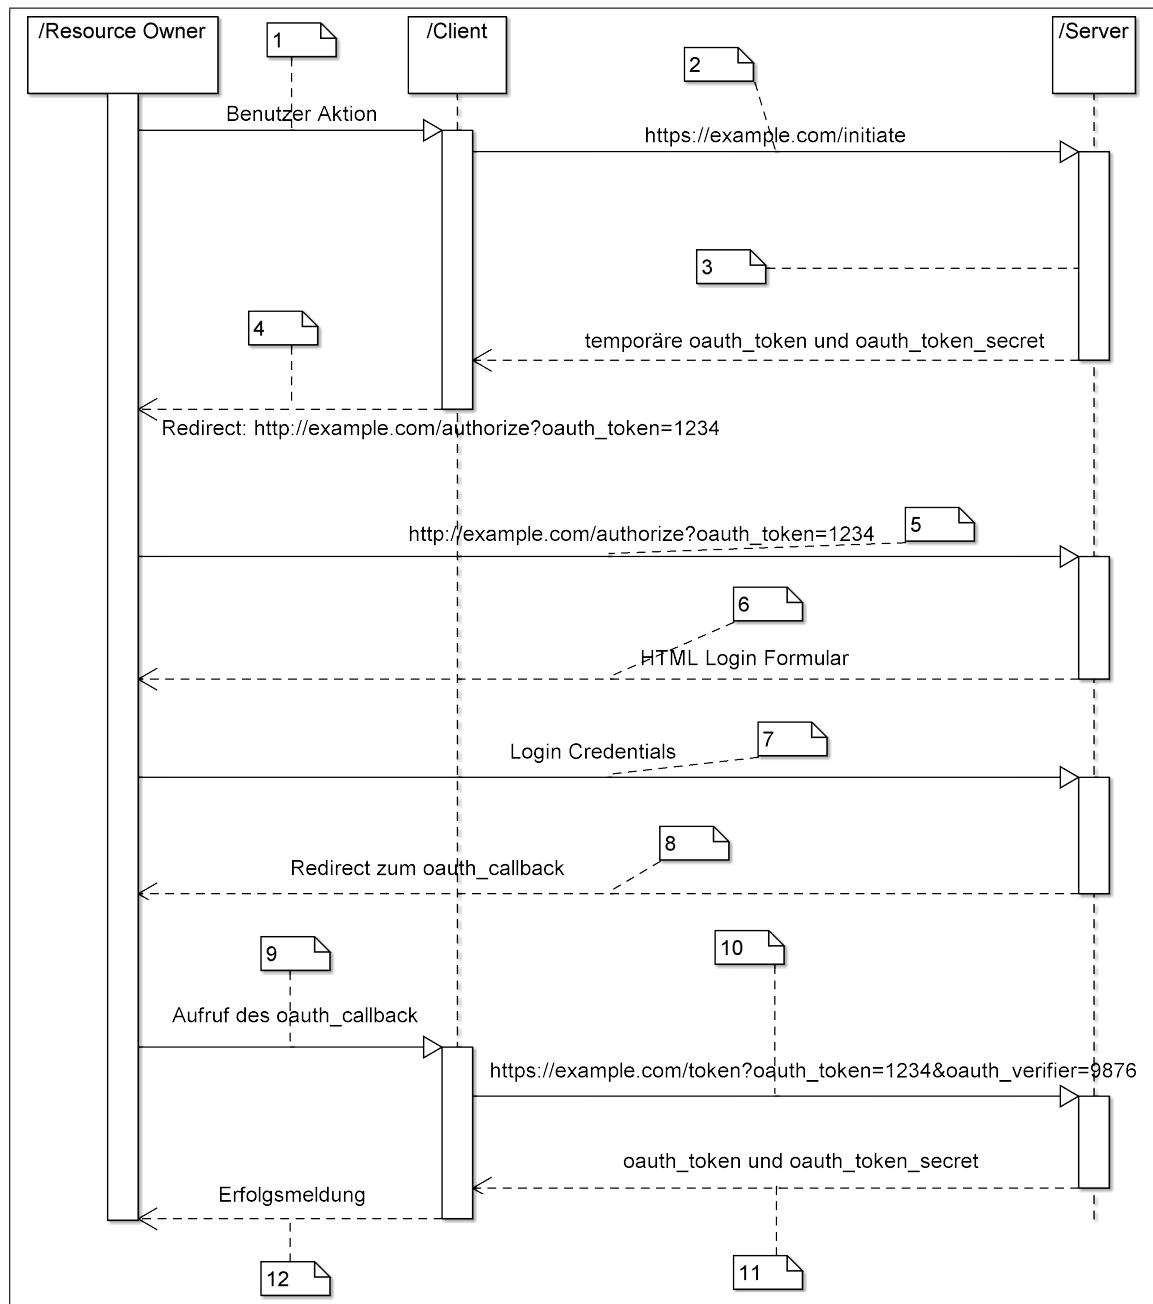 /Resource Owner
1
/Client
2
/Server
Benutzer Aktion
https://example.com/initiate
3
4
temporäre oauth_token und oauth_token_secret
Redirect: http://example.com/authorize?oauth_token=1234
5
http://example.com/authorize?oauth_token=1234
6
HTML Login Formular
7
Login Credentials
8
Redirect zum oauth_callback
9
10
Aufruf des oauth_callback
https://example.com/token?oauth_token=1234&oauth_verifier=9876
oauth_token und oauth_token_secret
Erfolgsmeldung
12
11